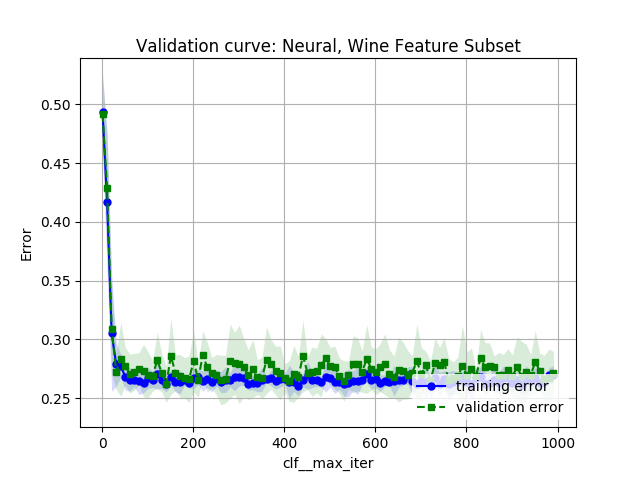 Validation curve: Neural, Wine Feature Subset
0.50
0.45
0.40
0.35
0.30
0.25
Error
training error
validation error
0 200 400 600 800 1000
clf__max_iter